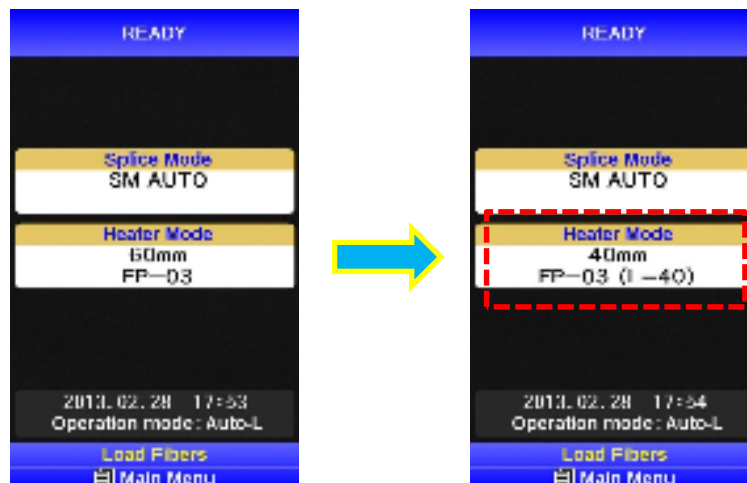 READY
Splice Mode
SM AUTO
Heater Mode
60mm
FP-03
2013.02.28 17:53
Operation mode: Auto-L
Load Fibers
Main Menu
READY
Splice Mode
SM AUTO
Heater Mode
40mm
FP-03 (L-40)
2013.02.28 17:54
Operation mode: Auto-L
Load Fibers
Main Menu